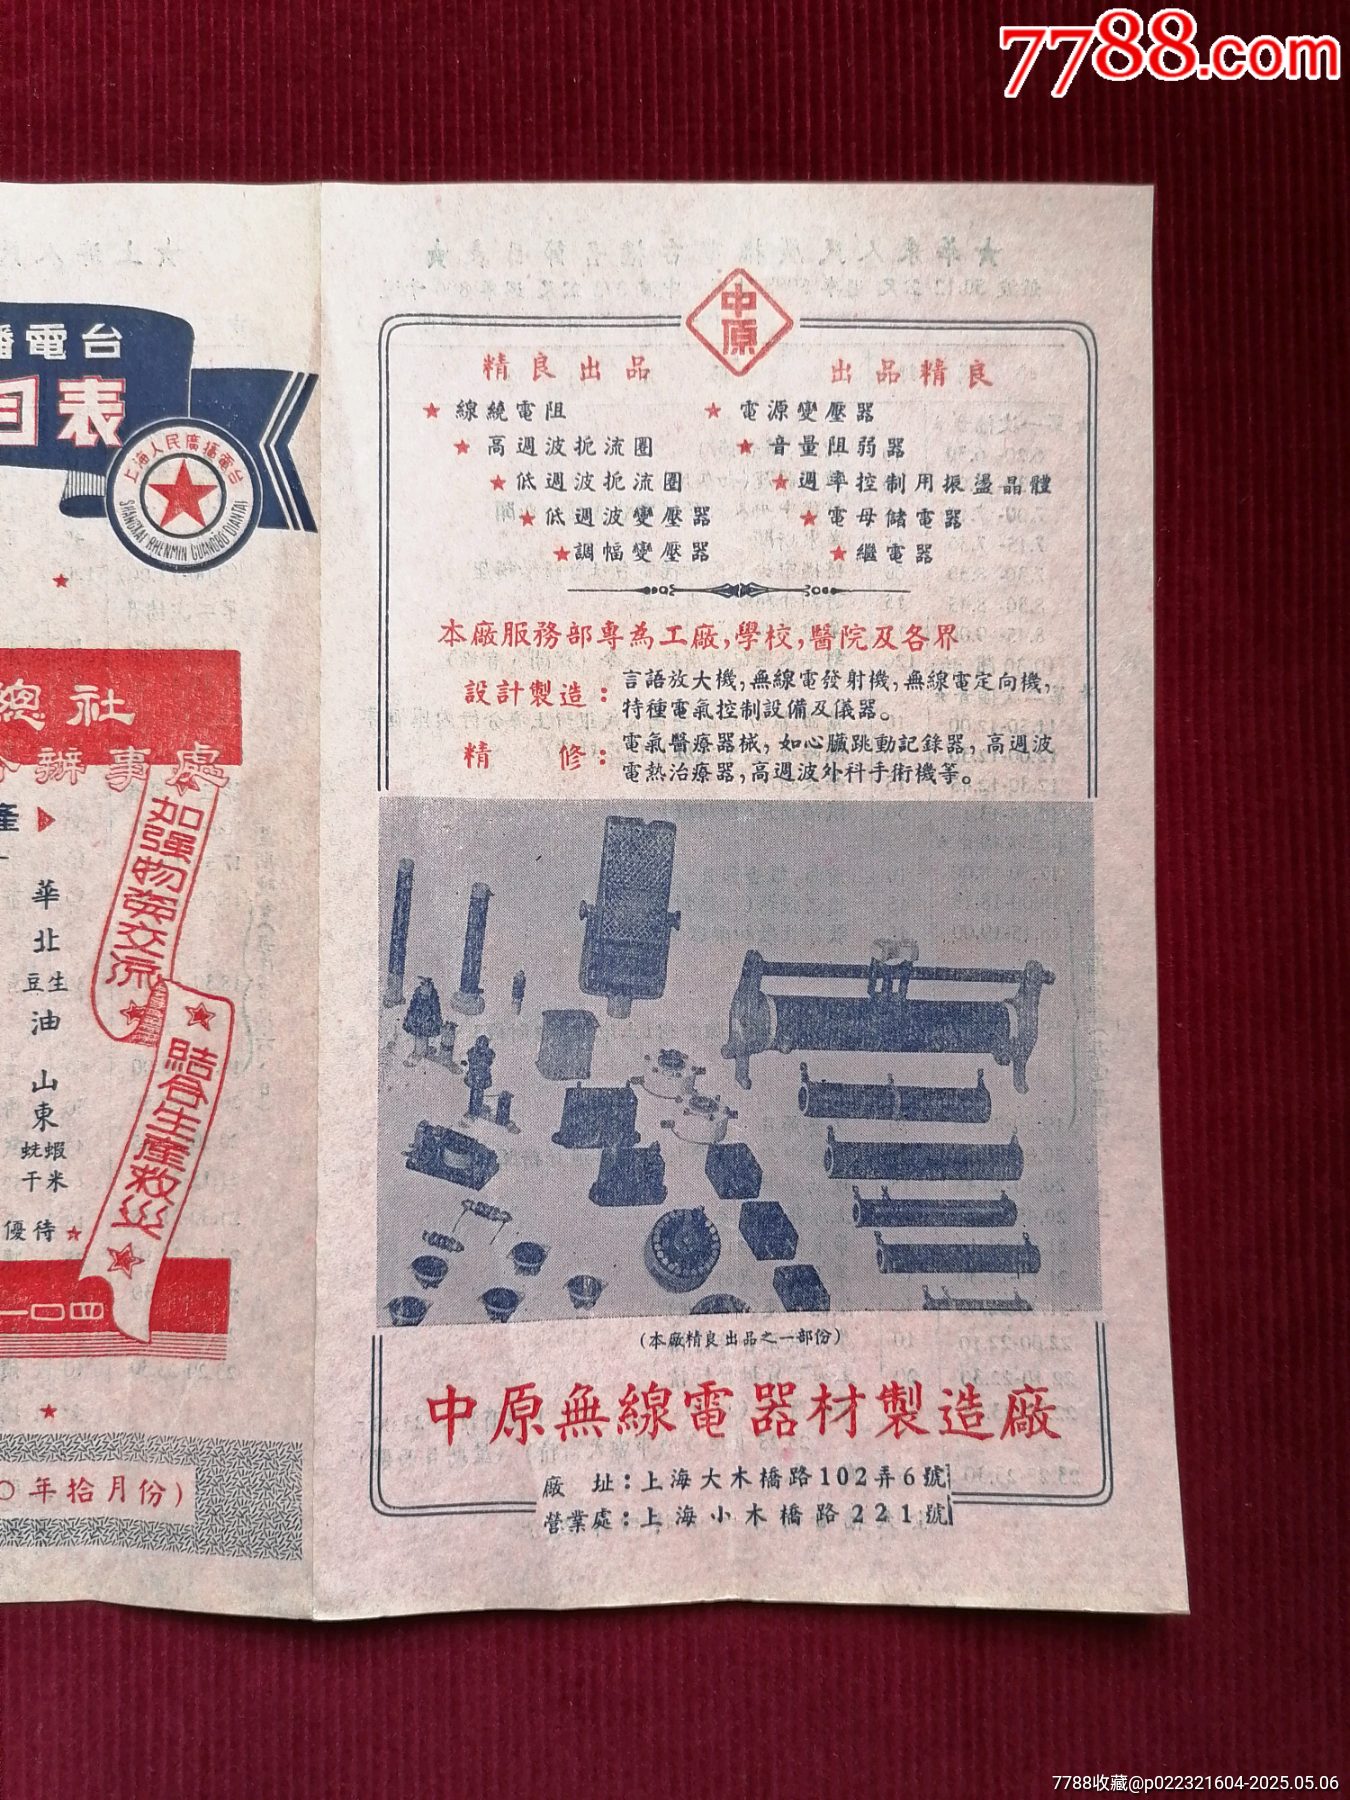 7788.com
播電台
目表
上海人民廣播電台
SHANGXAI RHENMIN GUANGBO DIANTAI
總社
辦事處
產
華
北
豆生
油
山
東
蚌蝦
干米
優待
加強物資交流
結合生產救災
一〇四
〇年拾月份)
中原
精良出品
出品精良
線繞電阻
電源變壓器
高週波扼流圈
音量阻弱器
低週波扼流圈
週率控制用振盪晶體
低週波變壓器
電母儲電器
調幅變壓器
繼電器
本廠服務部專為工廠,學校,醫院及各界
設計製造:言語放大機,無線電發射機,無線電定向機,
特種電氣控制設備及儀器。
精 修:電氣醫療器械,如心臟跳動記錄器,高週波
電熱治療器,高週波外科手術機等。
(本廠精良出品之一部份)
中原無線電器材製造廠
廠 址:上海大木橋路102弄6號
營業處:上海小木橋路221號
7788收藏@p022321604-2025.05.06